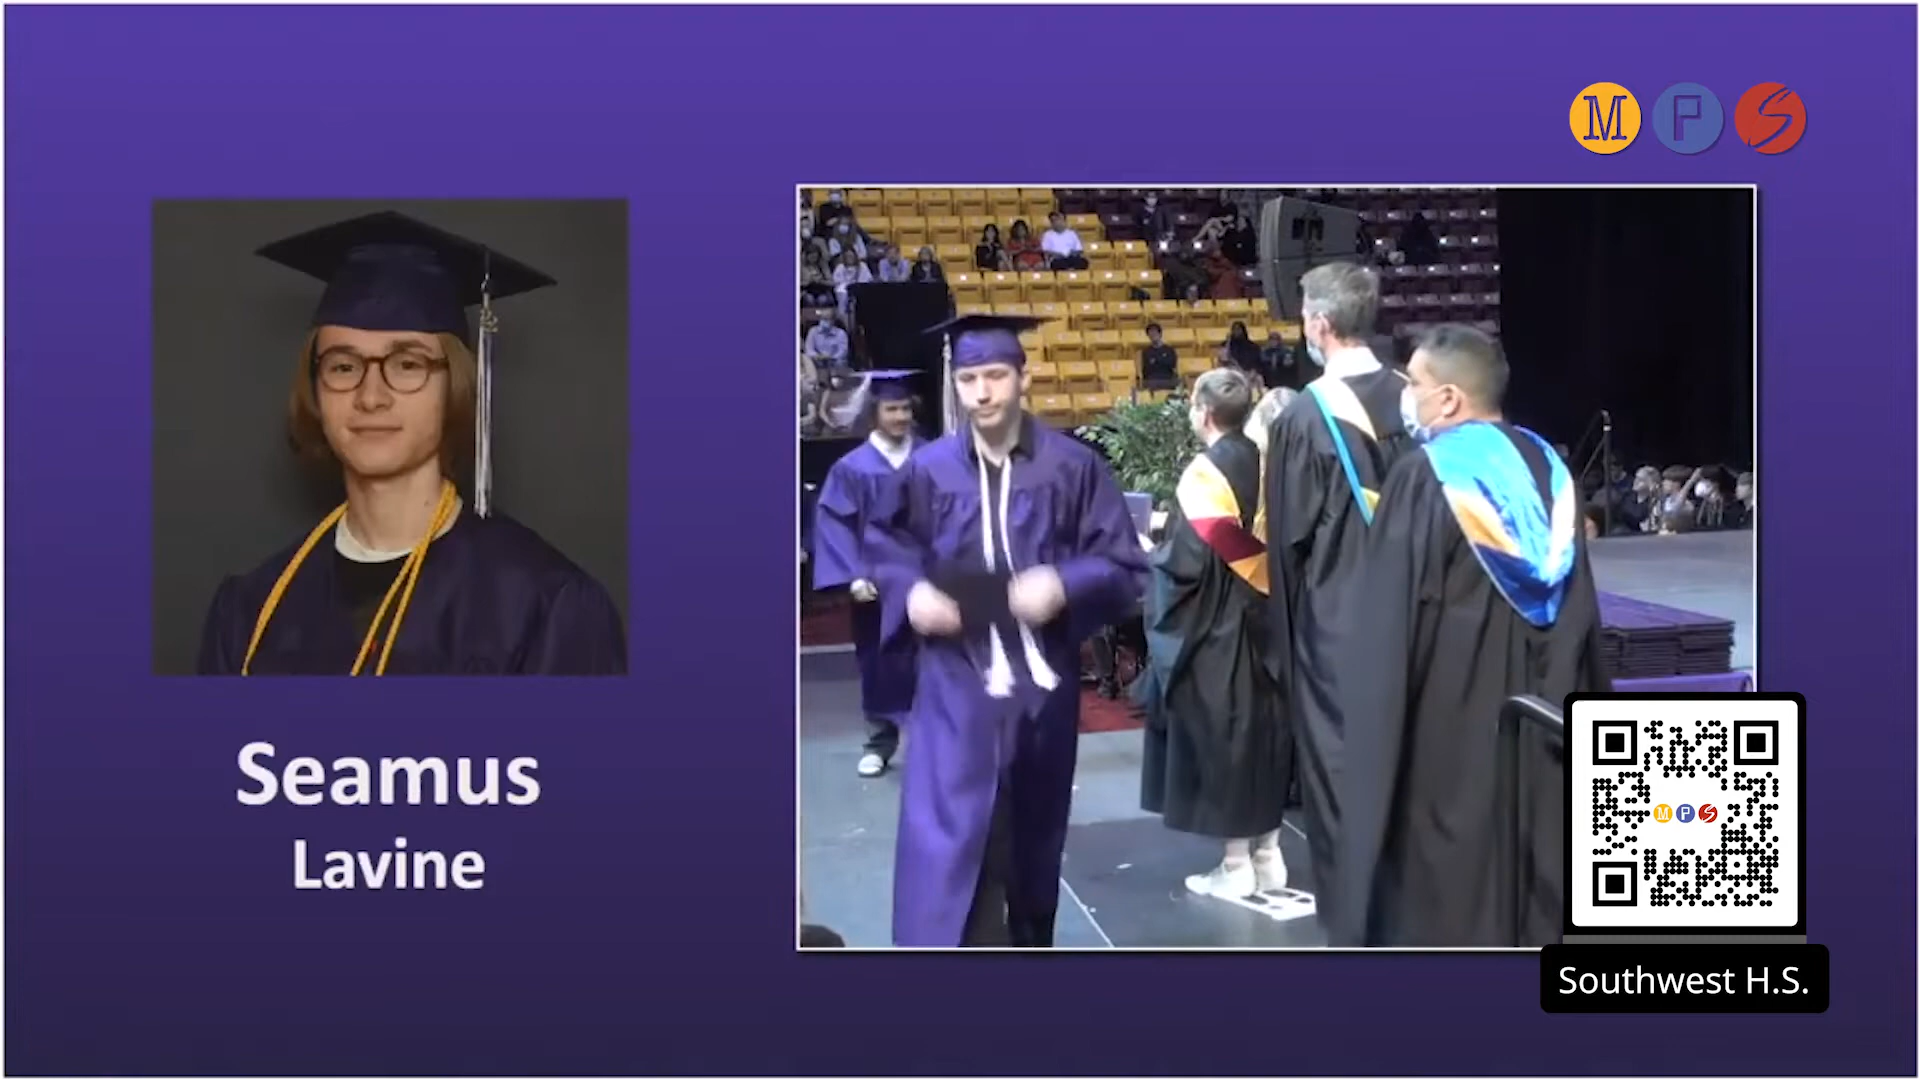 M P S
Seamus
Lavine
M P S
Southwest H.S.